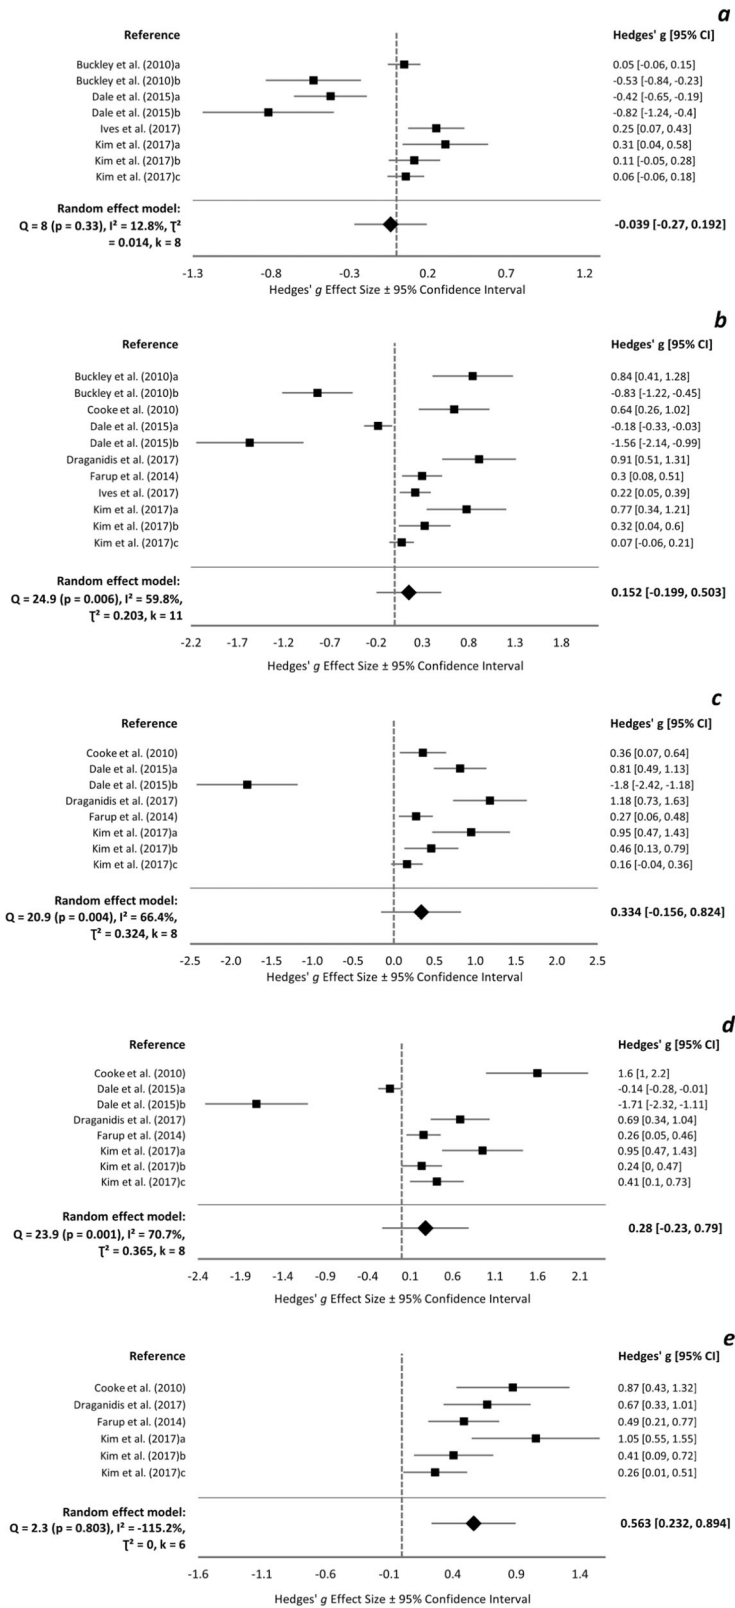 a
Reference Hedges' g [95% CI]
Buckley et al. (2010)a 0.05 [-0.06, 0.15]
Buckley et al. (2010)b -0.53 [-0.84, -0.23]
Dale et al. (2015)a -0.42 [-0.65, -0.19]
Dale et al. (2015)b -0.82 [-1.24, -0.4]
Ives et al. (2017) 0.25 [0.07, 0.43]
Kim et al. (2017)a 0.31 [0.04, 0.58]
Kim et al. (2017)b 0.11 [-0.05, 0.28]
Kim et al. (2017)c 0.06 [-0.06, 0.18]
Random effect model:
Q = 8 (p = 0.33), I² = 12.8%, Ʈ²
= 0.014, k = 8
-0.039 [-0.27, 0.192]
-1.3 -0.8 -0.3 0.2 0.7 1.2
Hedges' g Effect Size ± 95% Confidence Interval
b
Reference Hedges' g [95% CI]
Buckley et al. (2010)a 0.84 [0.41, 1.28]
Buckley et al. (2010)b -0.83 [-1.22, -0.45]
Cooke et al. (2010) 0.64 [0.26, 1.02]
Dale et al. (2015)a -0.18 [-0.33, -0.03]
Dale et al. (2015)b -1.56 [-2.14, -0.99]
Draganidis et al. (2017) 0.91 [0.51, 1.31]
Farup et al. (2014) 0.3 [0.08, 0.51]
Ives et al. (2017) 0.22 [0.05, 0.39]
Kim et al. (2017)a 0.77 [0.34, 1.21]
Kim et al. (2017)b 0.32 [0.04, 0.6]
Kim et al. (2017)c 0.07 [-0.06, 0.21]
Random effect model:
Q = 24.9 (p = 0.006), I² = 59.8%,
Ʈ² = 0.203, k = 11
0.152 [-0.199, 0.503]
-2.2 -1.7 -1.2 -0.7 -0.2 0.3 0.8 1.3 1.8
Hedges' g Effect Size ± 95% Confidence Interval
c
Reference Hedges' g [95% CI]
Cooke et al. (2010) 0.36 [0.07, 0.64]
Dale et al. (2015)a 0.81 [0.49, 1.13]
Dale et al. (2015)b -1.8 [-2.42, -1.18]
Draganidis et al. (2017) 1.18 [0.73, 1.63]
Farup et al. (2014) 0.27 [0.06, 0.48]
Kim et al. (2017)a 0.95 [0.47, 1.43]
Kim et al. (2017)b 0.46 [0.13, 0.79]
Kim et al. (2017)c 0.16 [-0.04, 0.36]
Random effect model:
Q = 20.9 (p = 0.004), I² = 66.4%,
Ʈ² = 0.324, k = 8
0.334 [-0.156, 0.824]
-2.5 -2.0 -1.5 -1.0 -0.5 0.0 0.5 1.0 1.5 2.0 2.5
Hedges' g Effect Size ± 95% Confidence Interval
d
Reference Hedges' g [95% CI]
Cooke et al. (2010) 1.6 [1, 2.2]
Dale et al. (2015)a -0.14 [-0.28, -0.01]
Dale et al. (2015)b -1.71 [-2.32, -1.11]
Draganidis et al. (2017) 0.69 [0.34, 1.04]
Farup et al. (2014) 0.26 [0.05, 0.46]
Kim et al. (2017)a 0.95 [0.47, 1.43]
Kim et al. (2017)b 0.24 [0, 0.47]
Kim et al. (2017)c 0.41 [0.1, 0.73]
Random effect model:
Q = 23.9 (p = 0.001), I² = 70.7%,
Ʈ² = 0.365, k = 8
0.28 [-0.23, 0.79]
-2.4 -1.9 -1.4 -0.9 -0.4 0.1 0.6 1.1 1.6 2.1
Hedges' g Effect Size ± 95% Confidence Interval
e
Reference Hedges' g [95% CI]
Cooke et al. (2010) 0.87 [0.43, 1.32]
Draganidis et al. (2017) 0.67 [0.33, 1.01]
Farup et al. (2014) 0.49 [0.21, 0.77]
Kim et al. (2017)a 1.05 [0.55, 1.55]
Kim et al. (2017)b 0.41 [0.09, 0.72]
Kim et al. (2017)c 0.26 [0.01, 0.51]
Random effect model:
Q = 2.3 (p = 0.803), I² = -115.2%,
Ʈ² = 0, k = 6
0.563 [0.232, 0.894]
-1.6 -1.1 -0.6 -0.1 0.4 0.9 1.4
Hedges' g Effect Size ± 95% Confidence Interval